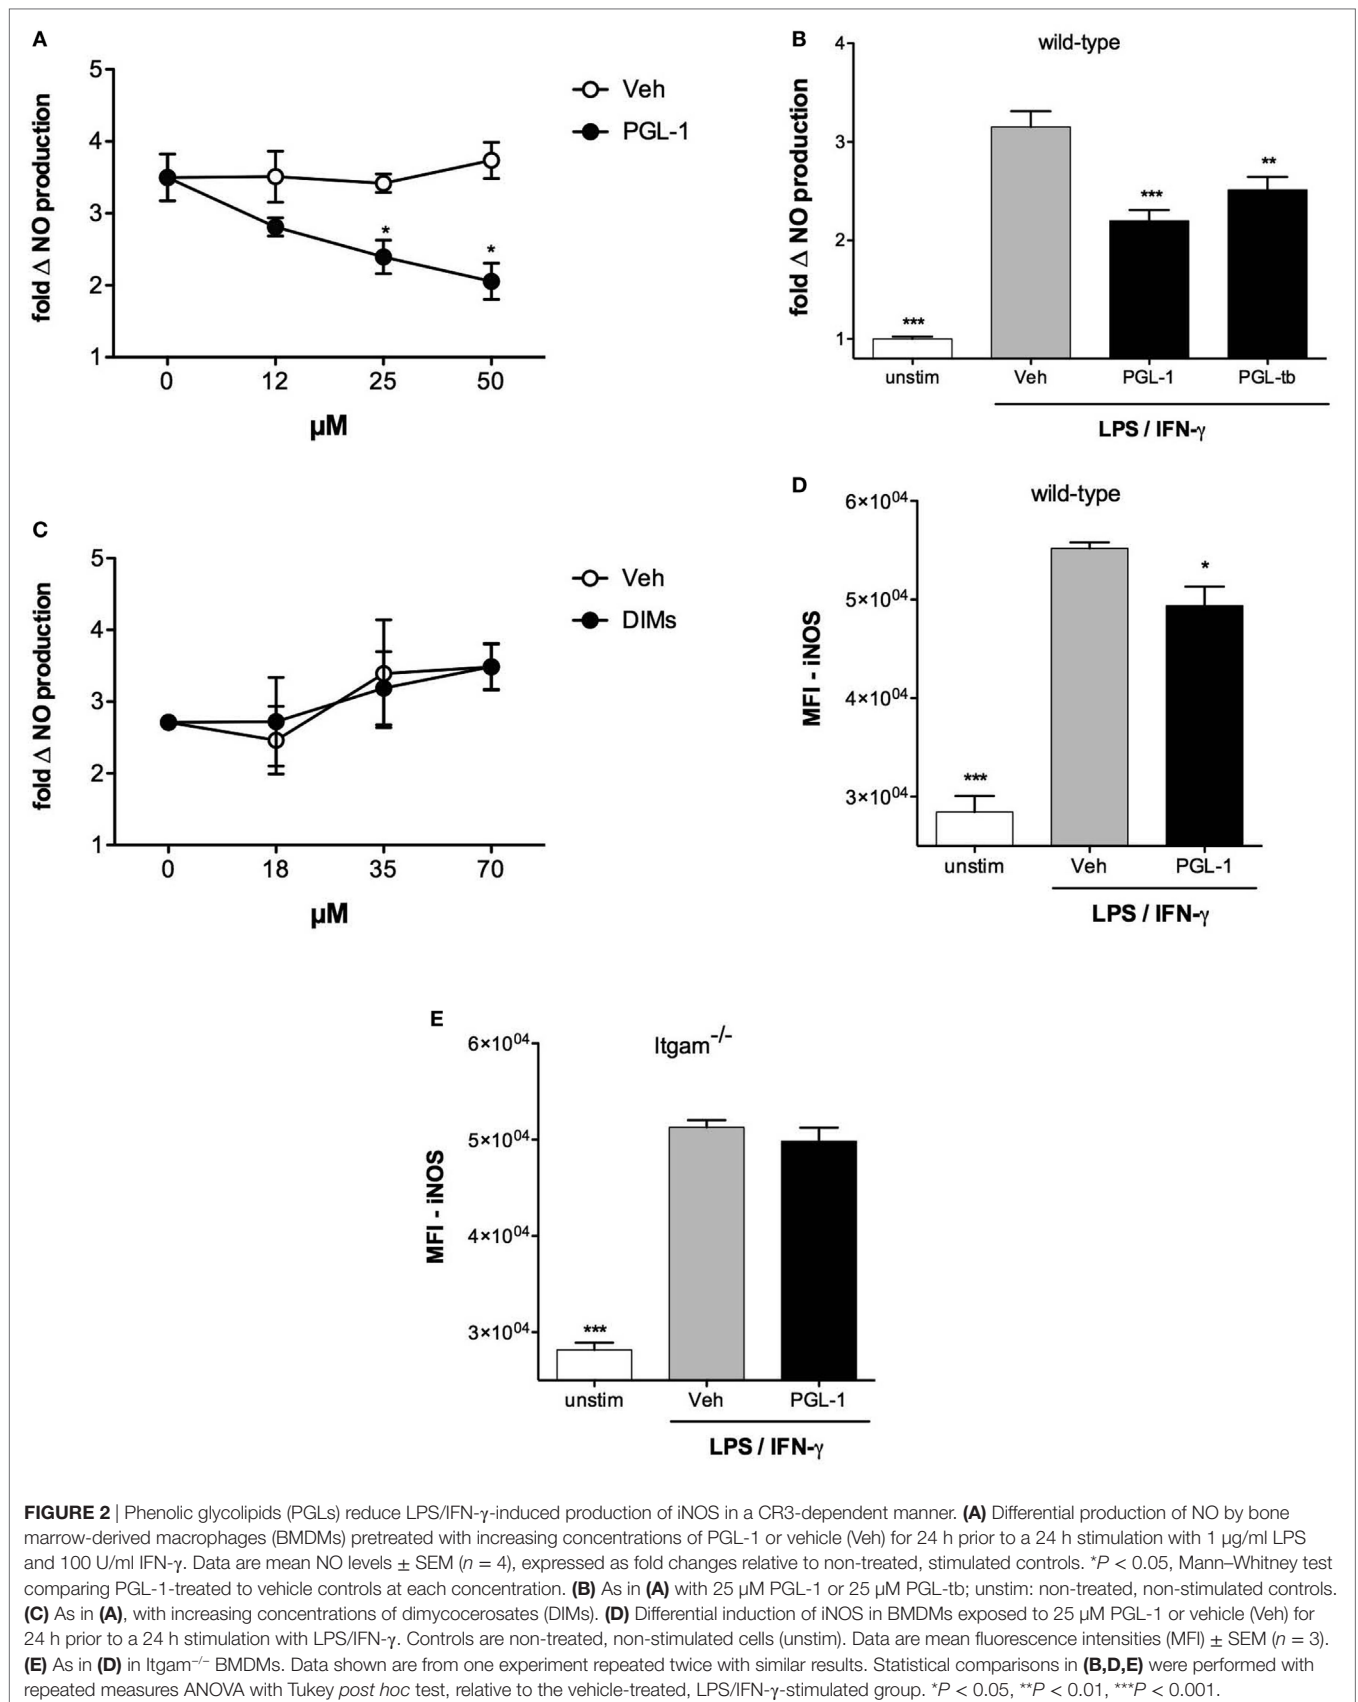 A
5
4
3
2
1
fold Δ NO production
0 12 25 50
µM
* *
Veh
PGL-1
B
wild-type
4
3
2
1
fold Δ NO production
*** *** **
unstim Veh PGL-1 PGL-tb
LPS / IFN-γ
C
5
4
3
2
1
fold Δ NO production
0 18 35 70
µM
Veh
DIMs
D
wild-type
6×10⁰⁴
5×10⁰⁴
4×10⁰⁴
3×10⁰⁴
MFI - iNOS
*** *
unstim Veh PGL-1
LPS / IFN-γ
E
Itgam⁻/⁻
6×10⁰⁴
5×10⁰⁴
4×10⁰⁴
3×10⁰⁴
MFI - iNOS
***
unstim Veh PGL-1
LPS / IFN-γ
FIGURE 2 | Phenolic glycolipids (PGLs) reduce LPS/IFN-γ-induced production of iNOS in a CR3-dependent manner. (A) Differential production of NO by bone
marrow-derived macrophages (BMDMs) pretreated with increasing concentrations of PGL-1 or vehicle (Veh) for 24 h prior to a 24 h stimulation with 1 µg/ml LPS
and 100 U/ml IFN-γ. Data are mean NO levels ± SEM (n = 4), expressed as fold changes relative to non-treated, stimulated controls. *P < 0.05, Mann–Whitney test
comparing PGL-1-treated to vehicle controls at each concentration. (B) As in (A) with 25 µM PGL-1 or 25 µM PGL-tb; unstim: non-treated, non-stimulated controls.
(C) As in (A), with increasing concentrations of dimycocerosates (DIMs). (D) Differential induction of iNOS in BMDMs exposed to 25 µM PGL-1 or vehicle (Veh) for
24 h prior to a 24 h stimulation with LPS/IFN-γ. Controls are non-treated, non-stimulated cells (unstim). Data are mean fluorescence intensities (MFI) ± SEM (n = 3).
(E) As in (D) in Itgam⁻/⁻ BMDMs. Data shown are from one experiment repeated twice with similar results. Statistical comparisons in (B,D,E) were performed with
repeated measures ANOVA with Tukey post hoc test, relative to the vehicle-treated, LPS/IFN-γ-stimulated group. *P < 0.05, **P < 0.01, ***P < 0.001.